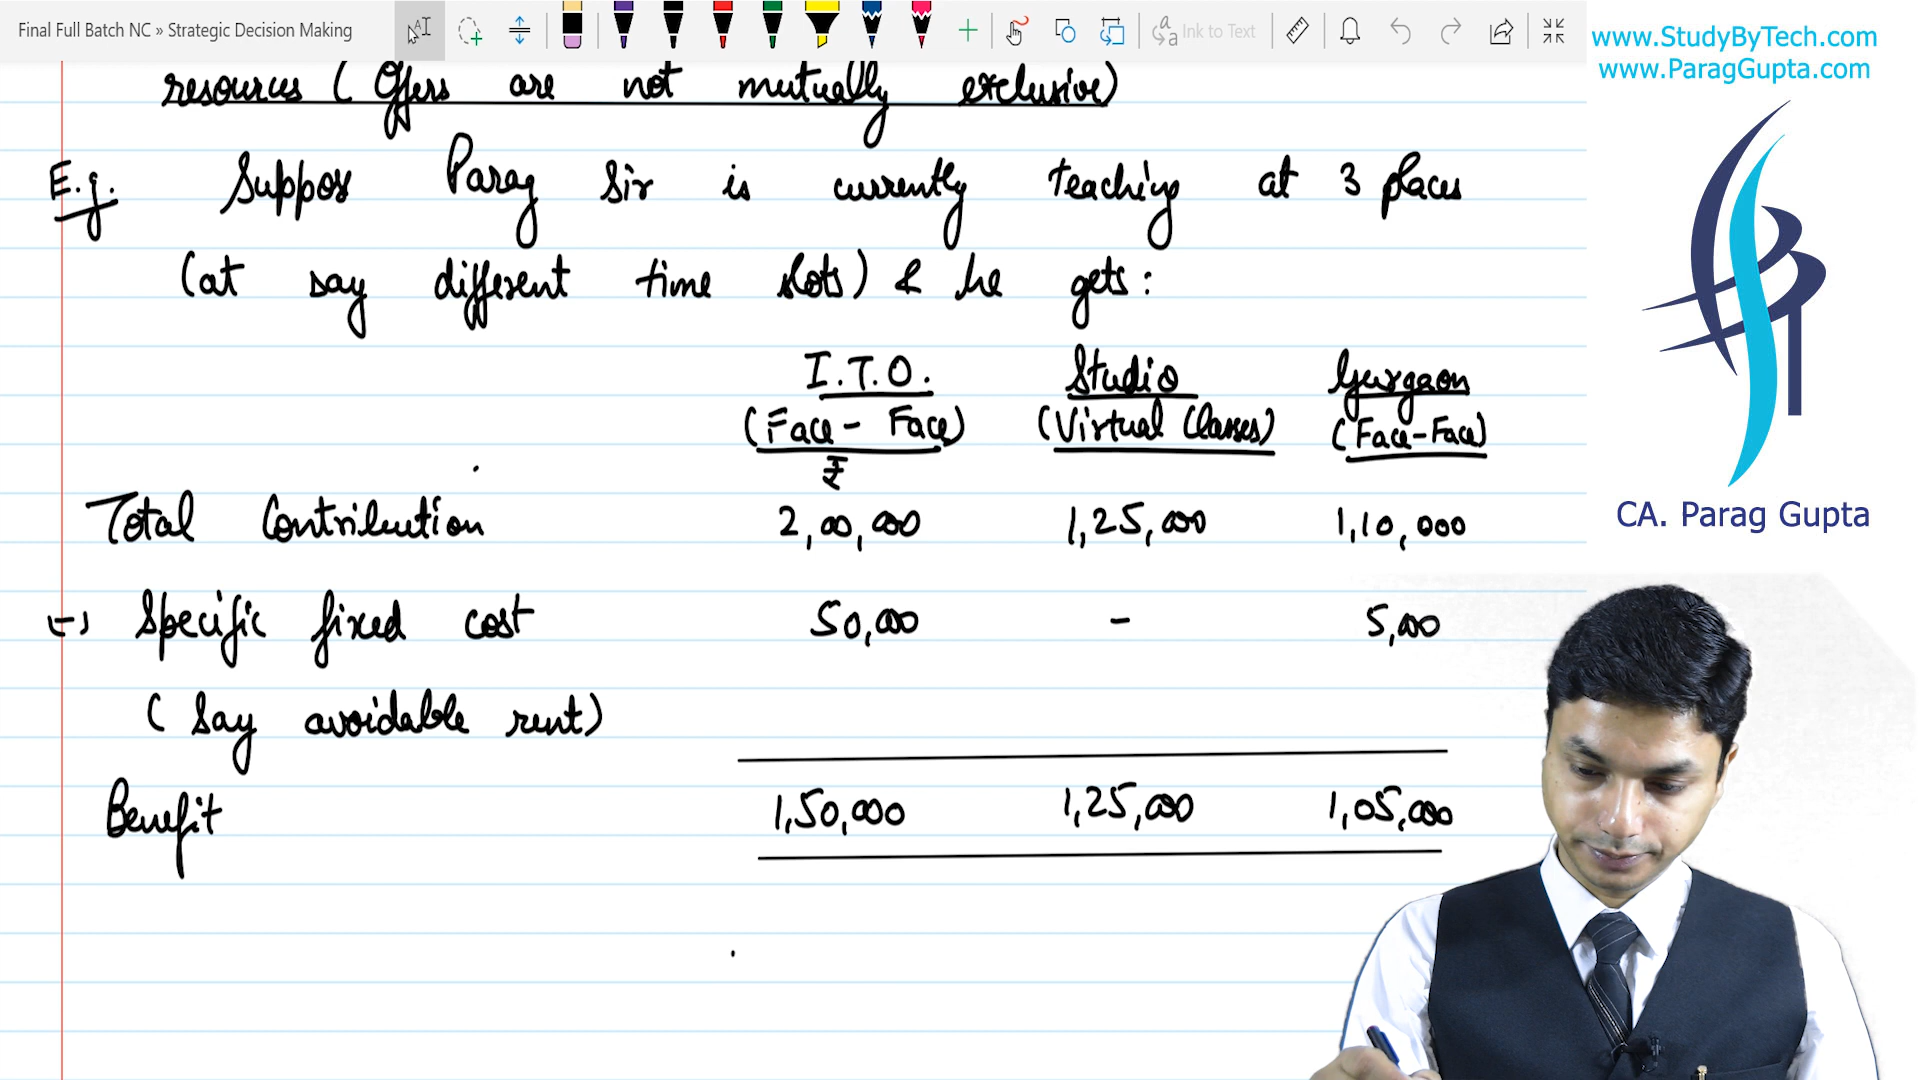 Final Full Batch NC » Strategic Decision Making
Ink to Text
www.StudyByTech.com
www.ParagGupta.com
resources (Offers are not mutually exclusive)
E.g. Suppose Parag Sir is currently teaching at 3 places
(at say different time slots) & he gets:
I.T.O. Studio Gurgaon
(Face - Face) (Virtual Classes) (Face-Face)
₹
Total Contribution 2,00,000 1,25,000 1,10,000
CA. Parag Gupta
(-) Specific fixed cost 50,000 - 5,000
(Say avoidable rent)
Benefit 1,50,000 1,25,000 1,05,000